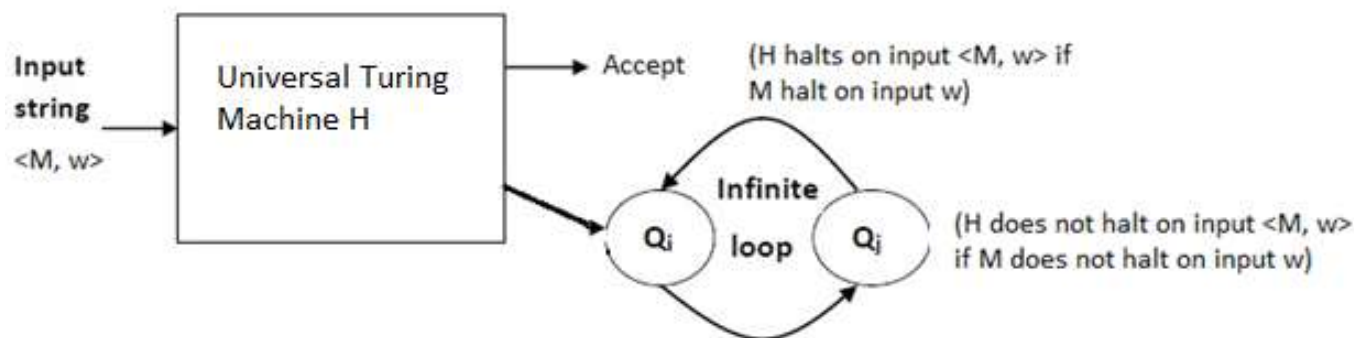 Input
string
<M, w>
Universal Turing
Machine H
Accept
(H halts on input <M, w> if
M halt on input w)
Infinite
loop
Qi
Qj
(H does not halt on input <M, w>
if M does not halt on input w)